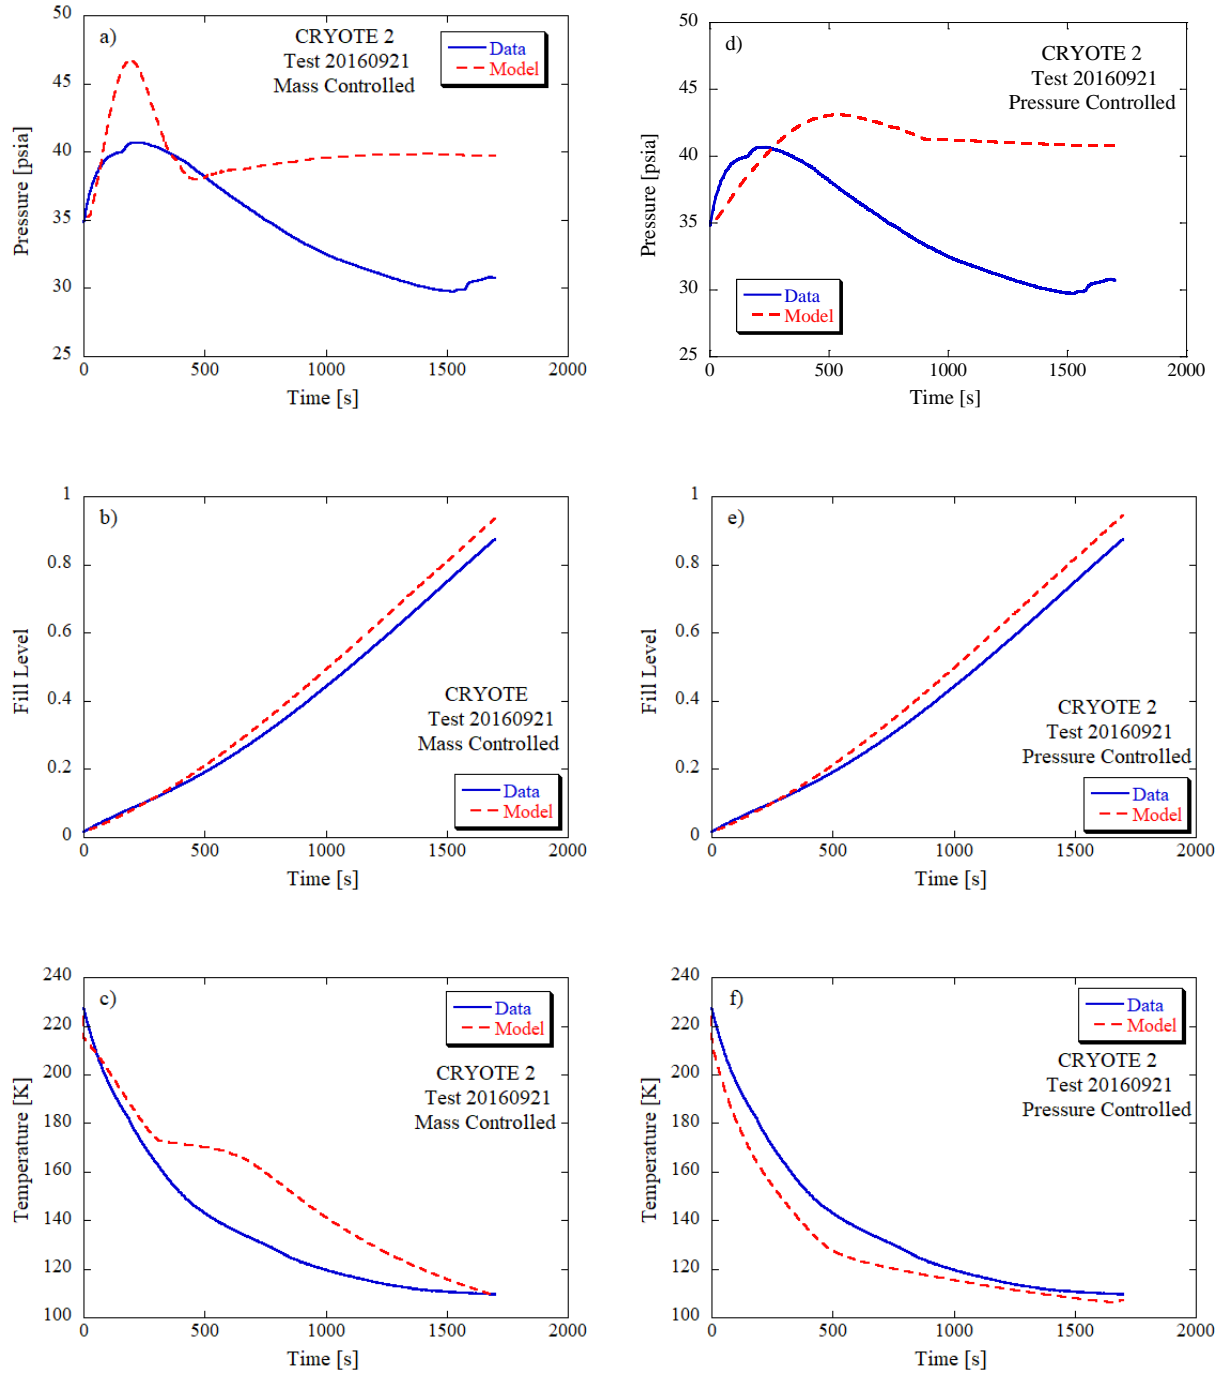 a)
CRYOTE 2
Test 20160921
Mass Controlled
Data
Model
50
45
40
35
30
25
Pressure [psia]
0
500
1000
1500
2000
Time [s]
d)
CRYOTE 2
Test 20160921
Pressure Controlled
Data
Model
50
45
40
35
30
25
Pressure [psia]
0
500
1000
1500
2000
Time [s]
b)
CRYOTE
Test 20160921
Mass Controlled
Data
Model
1
0.8
0.6
0.4
0.2
0
Fill Level
0
500
1000
1500
2000
Time [s]
e)
CRYOTE 2
Test 20160921
Pressure Controlled
Data
Model
1
0.8
0.6
0.4
0.2
0
Fill Level
0
500
1000
1500
2000
Time [s]
c)
Data
Model
CRYOTE 2
Test 20160921
Mass Controlled
240
220
200
180
160
140
120
100
Temperature [K]
0
500
1000
1500
2000
Time [s]
f)
Data
Model
CRYOTE 2
Test 20160921
Pressure Controlled
240
220
200
180
160
140
120
100
Temperature [K]
0
500
1000
1500
2000
Time [s]